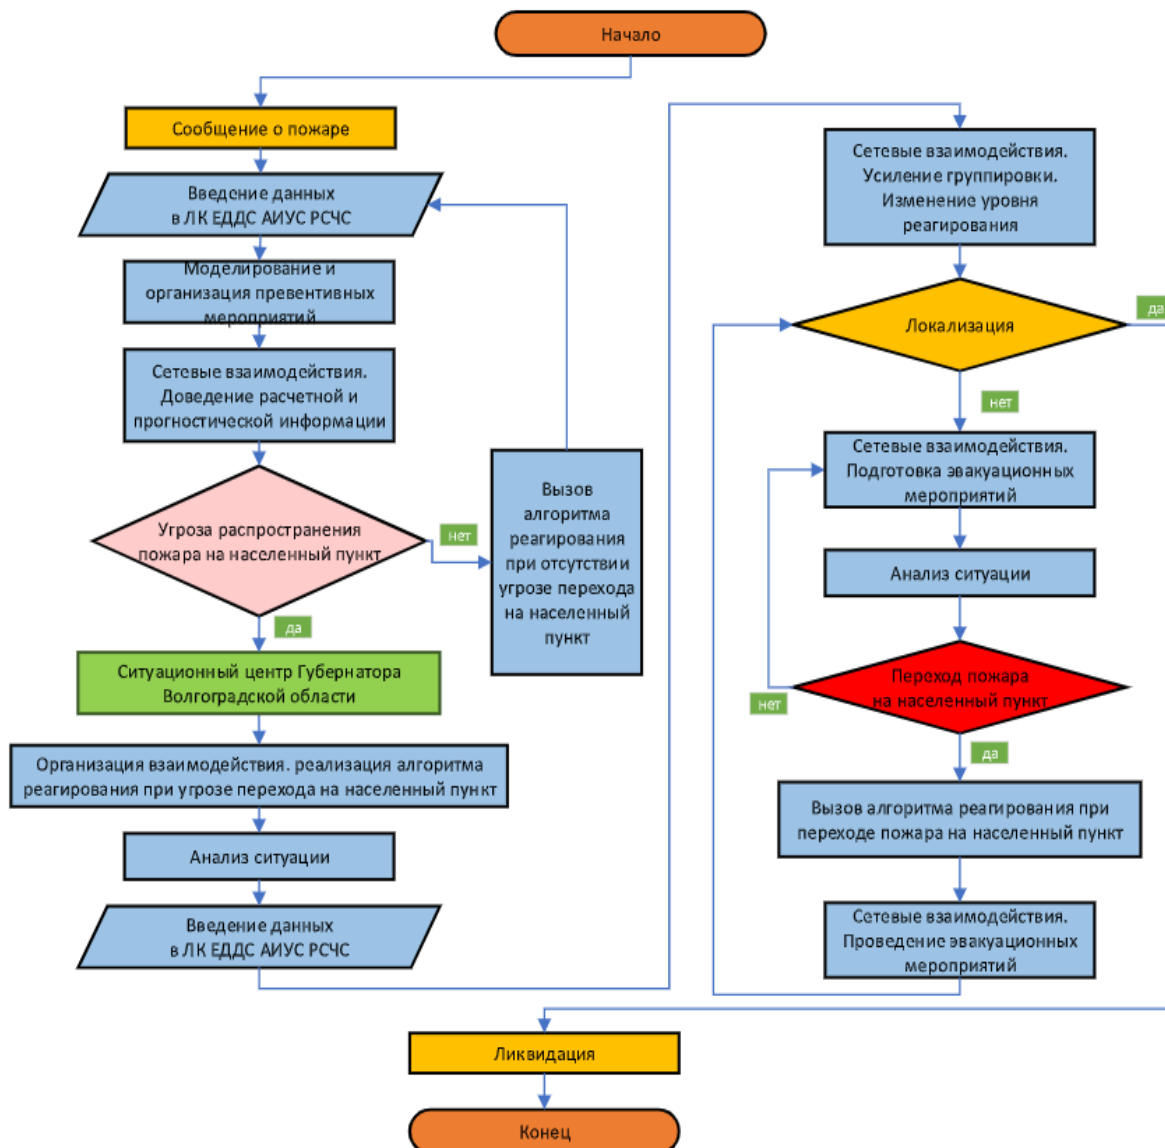 Начало
Сообщение о пожаре
Введение данных
в ЛК ЕДДС АИУС РСЧС
Моделирование и
организация превентивных
мероприятий
Сетевые взаимодействия.
Доведение расчетной и
прогностической информации
Угроза распространения
пожара на населенный пункт
нет
Вызов
алгоритма
реагирования
при отсутствии
угрозе перехода
на населенный
пункт
да
Ситуационный центр Губернатора
Волгоградской области
Организация взаимодействия. реализация алгоритма
реагирования при угрозе перехода на населенный пункт
Анализ ситуации
Введение данных
в ЛК ЕДДС АИУС РСЧС
Сетевые взаимодействия.
Усиление группировки.
Изменение уровня
реагирования
Локализация
да
нет
Сетевые взаимодействия.
Подготовка эвакуационных
мероприятий
Анализ ситуации
Переход пожара
на населенный пункт
нет
да
Вызов алгоритма реагирования при
переходе пожара на населенный пункт
Сетевые взаимодействия.
Проведение эвакуационных
мероприятий
Ликвидация
Конец